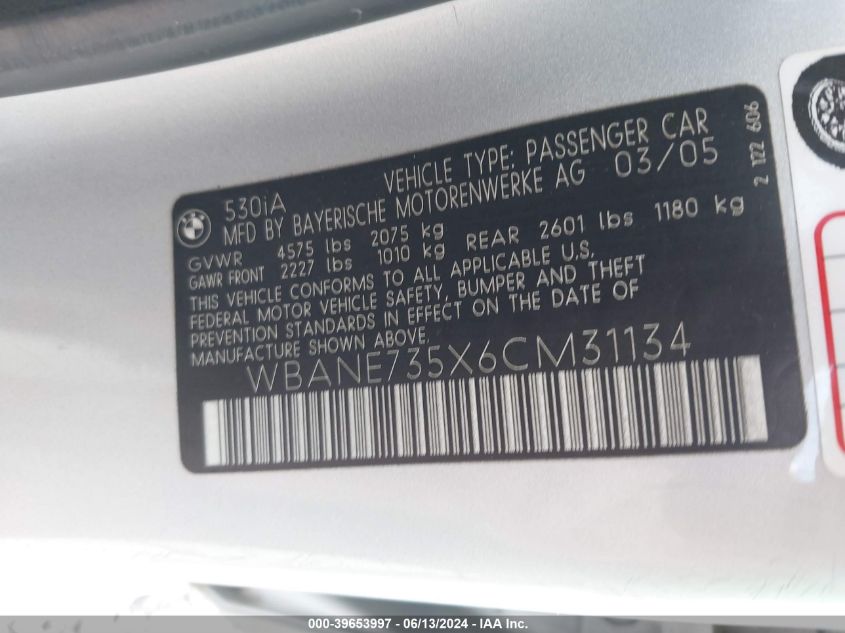 530iA VEHICLE TYPE: PASSENGER CAR
MFD BY BAYERISCHE MOTORENWERKE AG 03/05
GVWR 4575 lbs 2075 kg
GAWR FRONT 2227 lbs 1010 kg REAR 2601 lbs 1180 kg
THIS VEHICLE CONFORMS TO ALL APPLICABLE U.S.
FEDERAL MOTOR VEHICLE SAFETY, BUMPER AND THEFT
PREVENTION STANDARDS IN EFFECT ON THE DATE OF
MANUFACTURE SHOWN ABOVE.
WBANE735X6CM31134
2 122 606
000-39653997 - 06/13/2024 - IAA Inc.